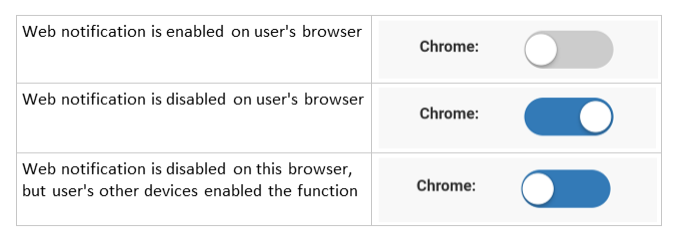 Web notification is enabled on user's browser
Chrome:
Web notification is disabled on user's browser
Chrome:
Web notification is disabled on this browser,
but user's other devices enabled the function
Chrome: